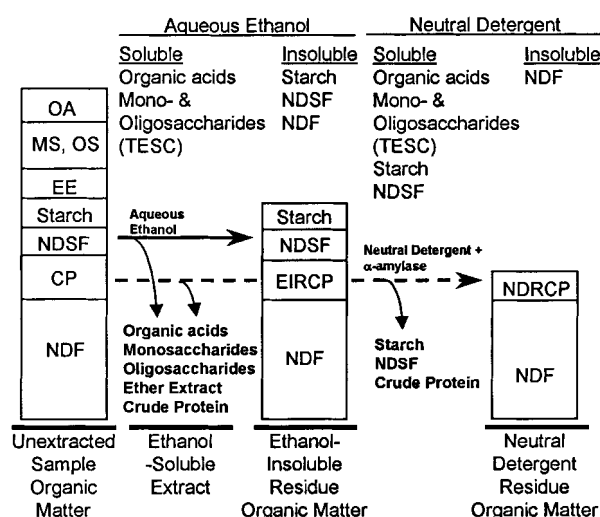 Aqueous Ethanol
Neutral Detergent
Soluble
Insoluble
Soluble
Insoluble
Organic acids
Starch
Organic acids
NDF
Mono- &
NDSF
Mono- &
Oligosaccharides
NDF
Oligosaccharides
(TESC)
(TESC)
Starch
NDSF
OA
MS, OS
EE
Starch
NDSF
CP
NDF
Aqueous
Ethanol
Organic acids
Monosaccharides
Oligosaccharides
Ether Extract
Crude Protein
Starch
NDSF
EIRCP
NDF
Neutral Detergent +
α-amylase
Starch
NDSF
Crude Protein
NDRCP
NDF
Unextracted
Sample
Organic
Matter
Ethanol
-Soluble
Extract
Ethanol-
Insoluble
Residue
Organic Matter
Neutral
Detergent
Residue
Organic Matter